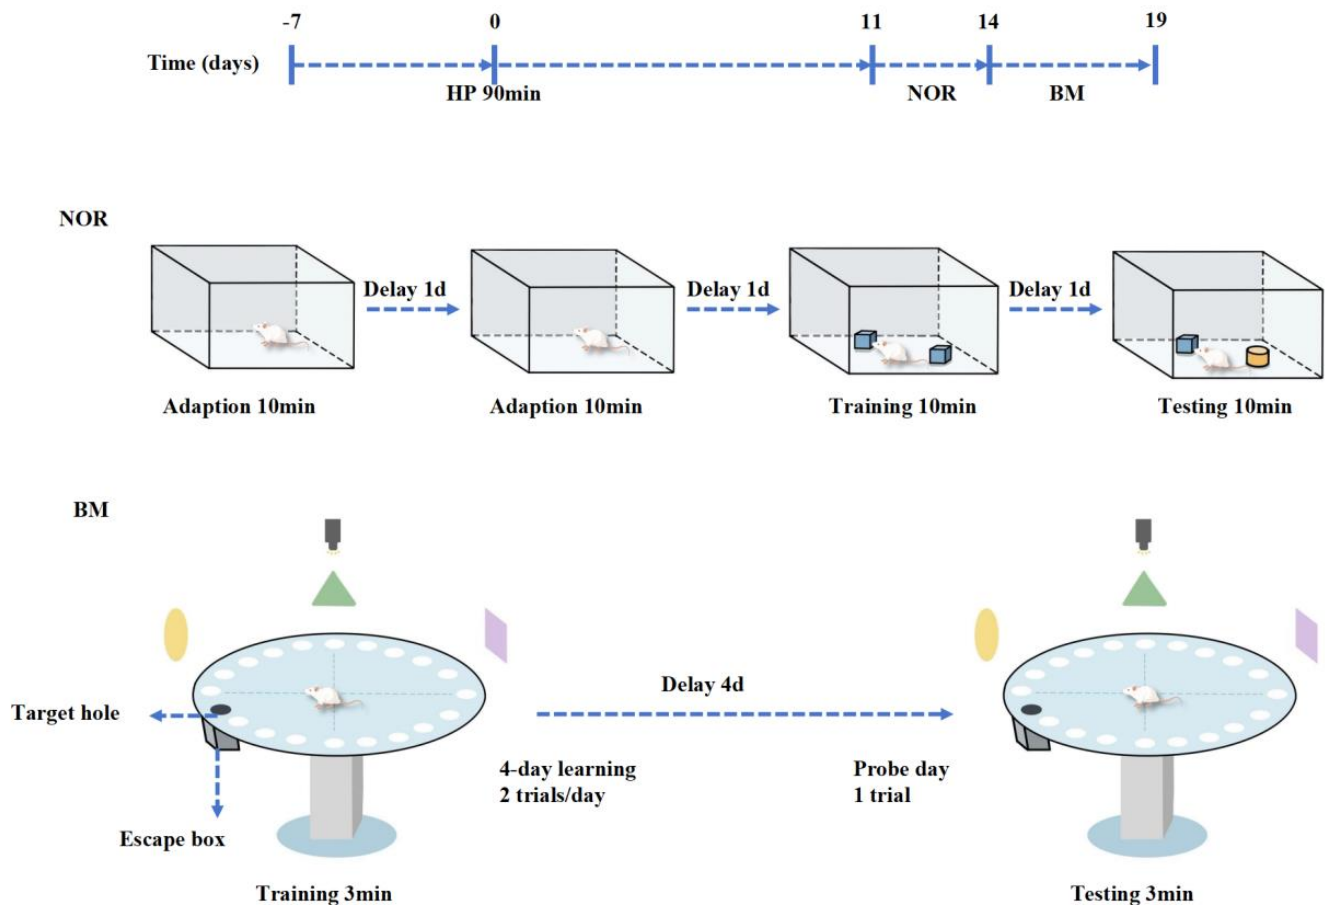 -7 0 11 14 19
Time (days)
HP 90min NOR BM
NOR
Delay 1d Delay 1d Delay 1d
Adaption 10min Adaption 10min Training 10min Testing 10min
BM
Delay 4d
Target hole
4-day learning Probe day
2 trials/day 1 trial
Escape box
Training 3min Testing 3min